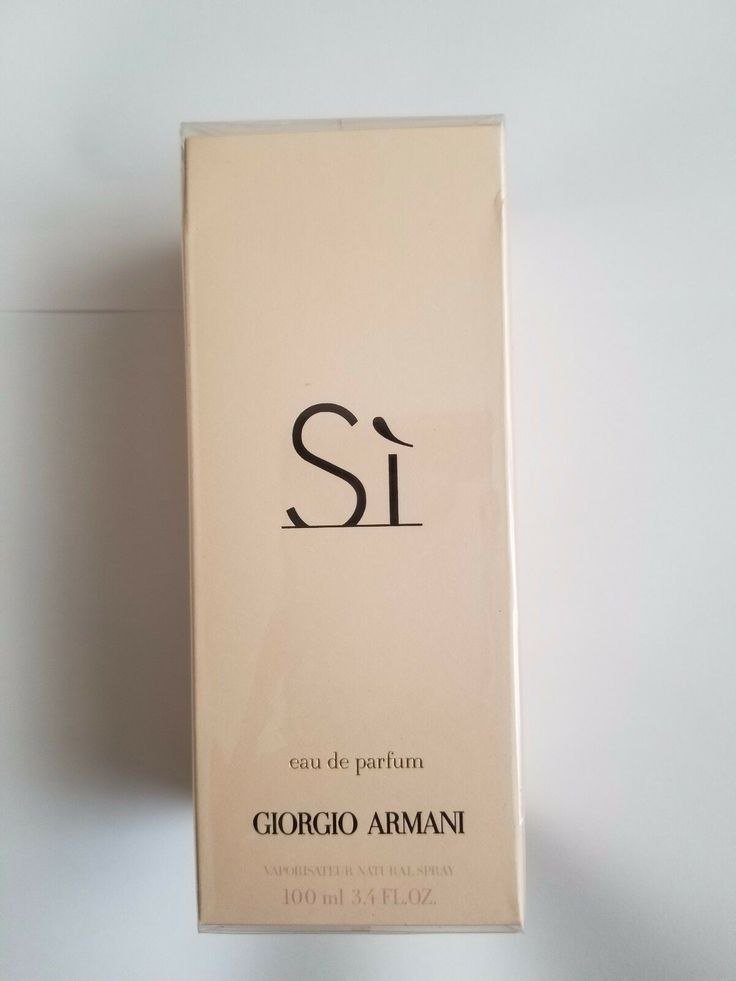 Sì
eau de parfum
GIORGIO ARMANI
VAPORISATEUR NATURAL SPRAY
100 ml 3.4 FL.OZ.